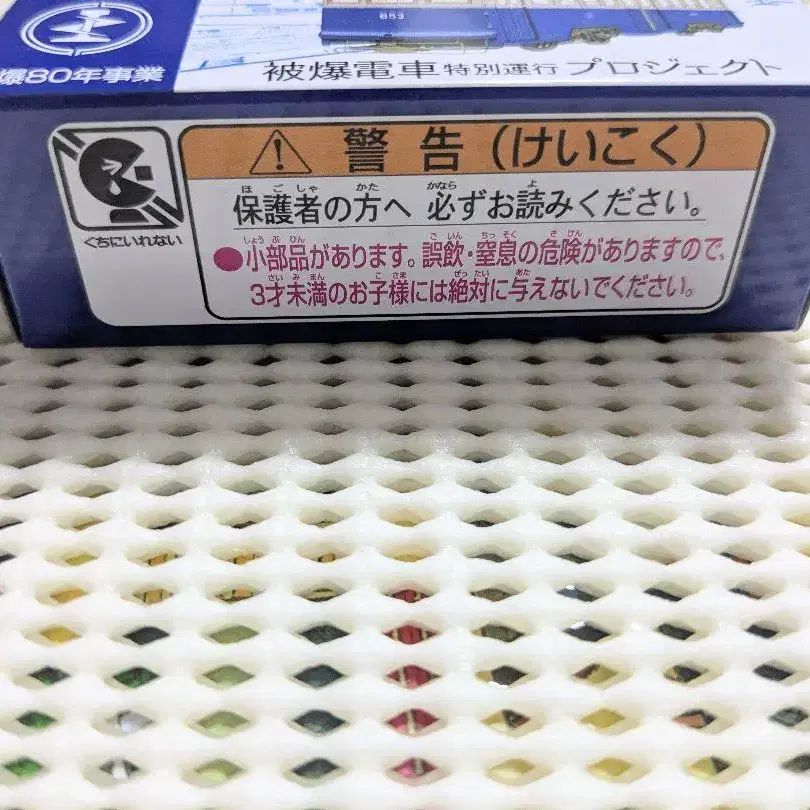 653
爆80年事業
被爆電車特別運行プロジェクト
くちにいれない
警告(けいこく)
保護者の方へ 必ずお読みください。
●小部品があります。誤飲・窒息の危険がありますので、
3才未満のお子様には絶対に与えないでください。